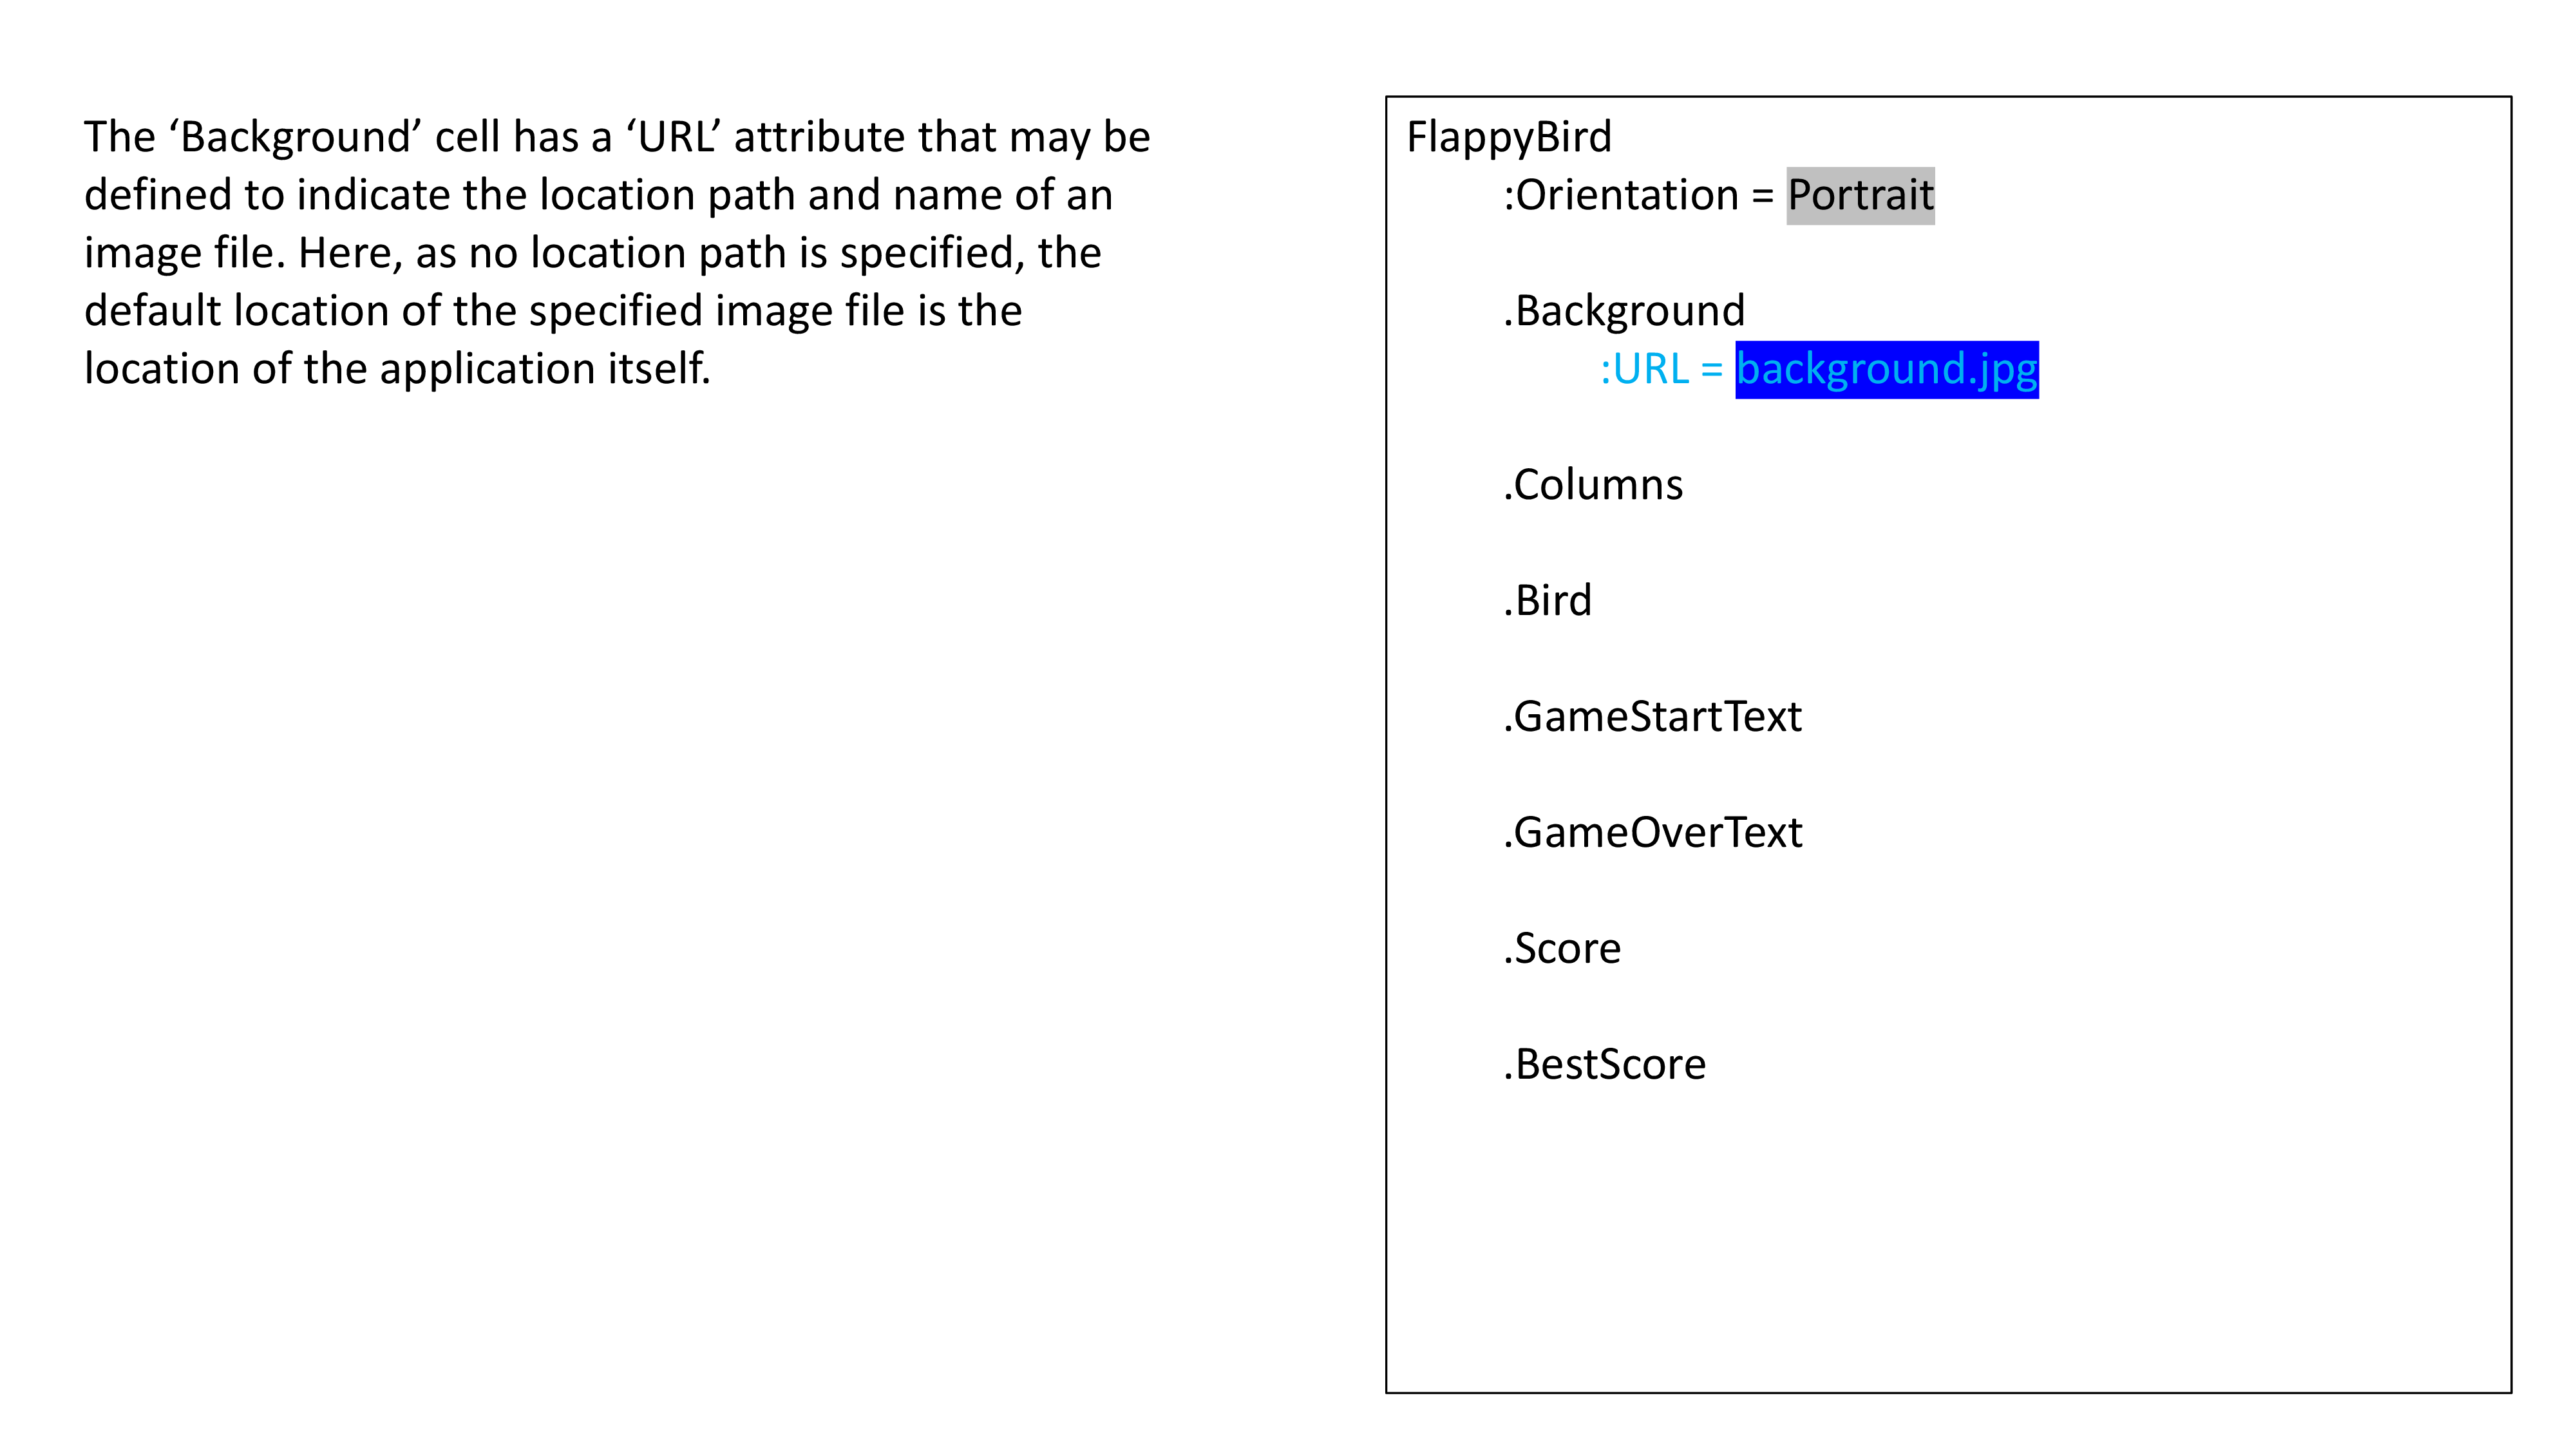 The ‘Background’ cell has a ‘URL’ attribute that may be
defined to indicate the location path and name of an
image file. Here, as no location path is specified, the
default location of the specified image file is the
location of the application itself.
FlappyBird
:Orientation = Portrait
.Background
:URL = background.jpg
.Columns
.Bird
.GameStartText
.GameOverText
.Score
.BestScore